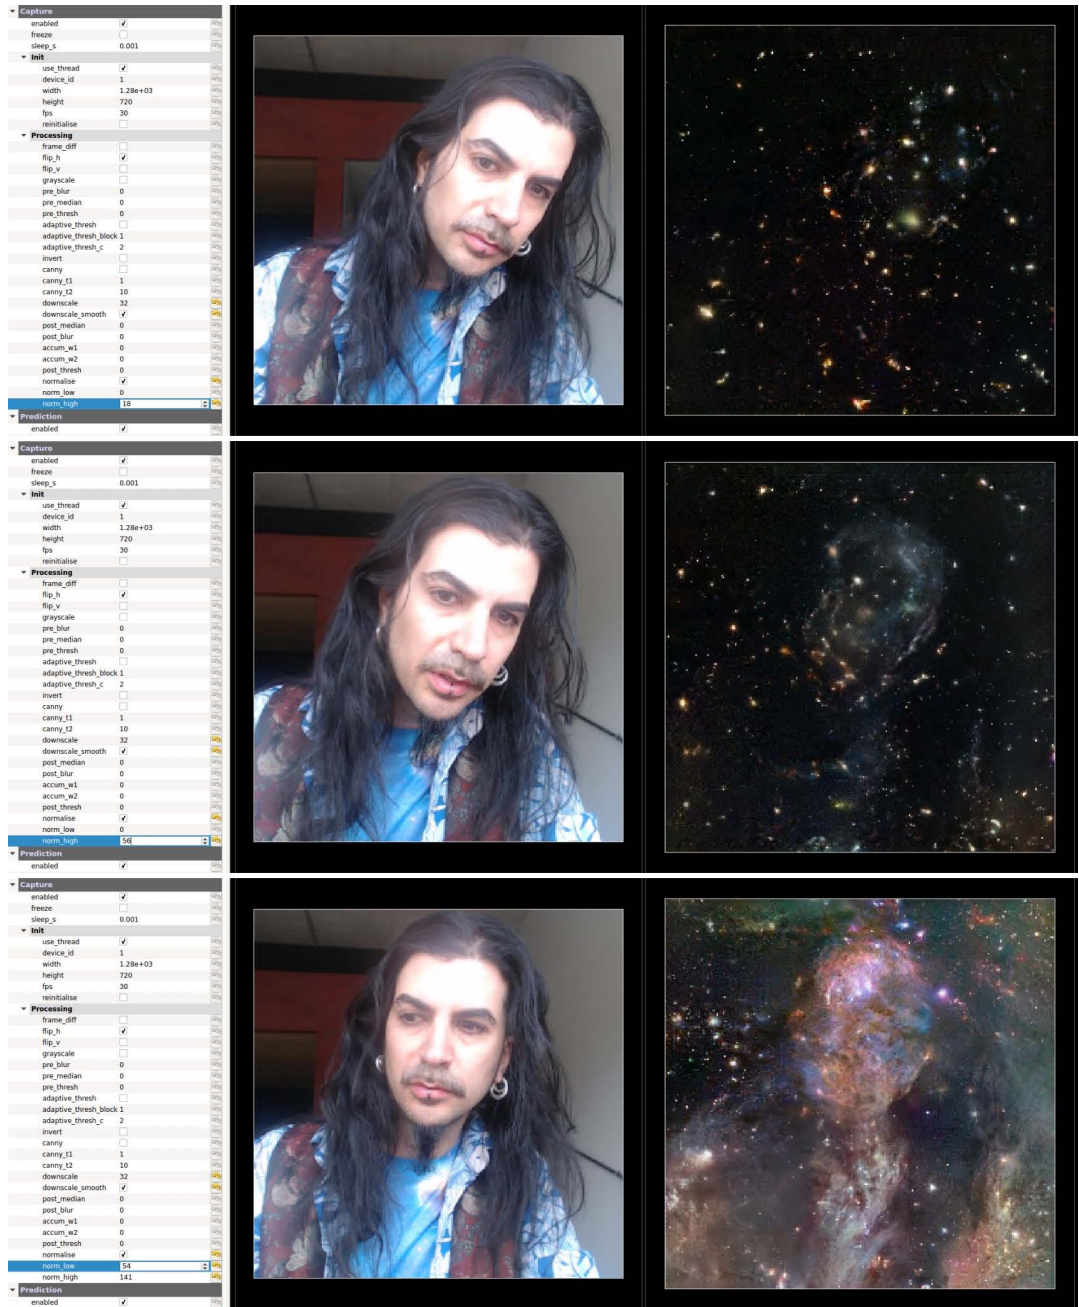 Capture
enabled
freeze
sleep_s 0.001
Init
use_thread
device_id 1
width 1.28e+03
height 720
fps 30
reinitialise
Processing
frame_diff
flip_h
flip_v
grayscale
pre_blur 0
pre_median 0
pre_thresh 0
adaptive_thresh
adaptive_thresh_block 1
adaptive_thresh_c 2
invert
canny
canny_t1 1
canny_t2 10
downscale 32
downscale_smooth
post_median 0
post_blur 0
accum_w1 0
accum_w2 0
post_thresh 0
normalise
norm_low 0
norm_high 18
Prediction
enabled
Capture
enabled
freeze
sleep_s 0.001
Init
use_thread
device_id 1
width 1.28e+03
height 720
fps 30
reinitialise
Processing
frame_diff
flip_h
flip_v
grayscale
pre_blur 0
pre_median 0
pre_thresh 0
adaptive_thresh
adaptive_thresh_block 1
adaptive_thresh_c 2
invert
canny
canny_t1 1
canny_t2 10
downscale 32
downscale_smooth
post_median 0
post_blur 0
accum_w1 0
accum_w2 0
post_thresh 0
normalise
norm_low 0
norm_high 56
Prediction
enabled
Capture
enabled
freeze
sleep_s 0.001
Init
use_thread
device_id 1
width 1.28e+03
height 720
fps 30
reinitialise
Processing
frame_diff
flip_h
flip_v
grayscale
pre_blur 0
pre_median 0
pre_thresh 0
adaptive_thresh
adaptive_thresh_block 1
adaptive_thresh_c 2
invert
canny
canny_t1 1
canny_t2 10
downscale 32
downscale_smooth
post_median 0
post_blur 0
accum_w1 0
accum_w2 0
post_thresh 0
normalise
norm_low 54
norm_high 141
Prediction
enabled